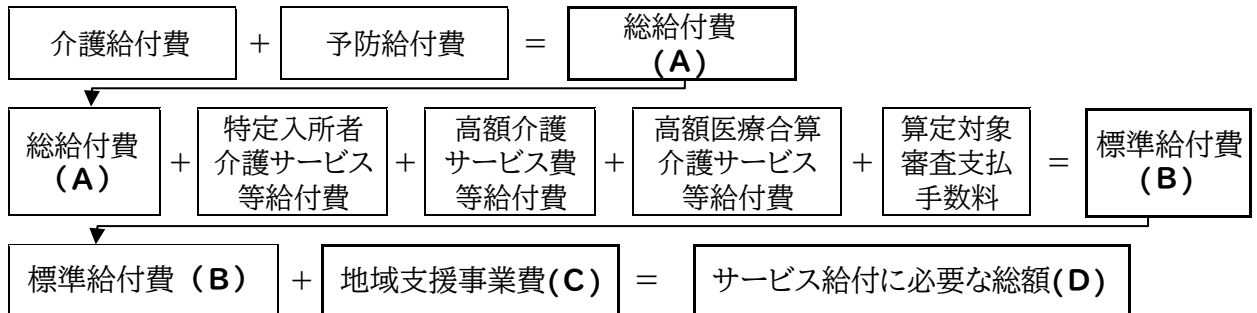 介護給付費 + 予防給付費 = 総給付費
(A)
総給付費
(A) + 特定入所者
介護サービス
等給付費 + 高額介護
サービス費
等給付費 + 高額医療合算
介護サービス
等給付費 + 算定対象
審査支払
手数料 = 標準給付費
(B)
標準給付費 (B) + 地域支援事業費(C) = サービス給付に必要な総額(D)